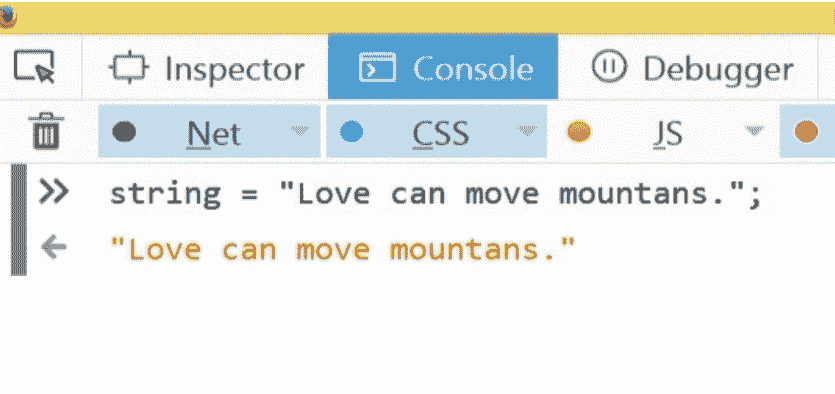 Inspector Console Debugger
Net CSS JS
string = "Love can move mountans.";
"Love can move mountans."